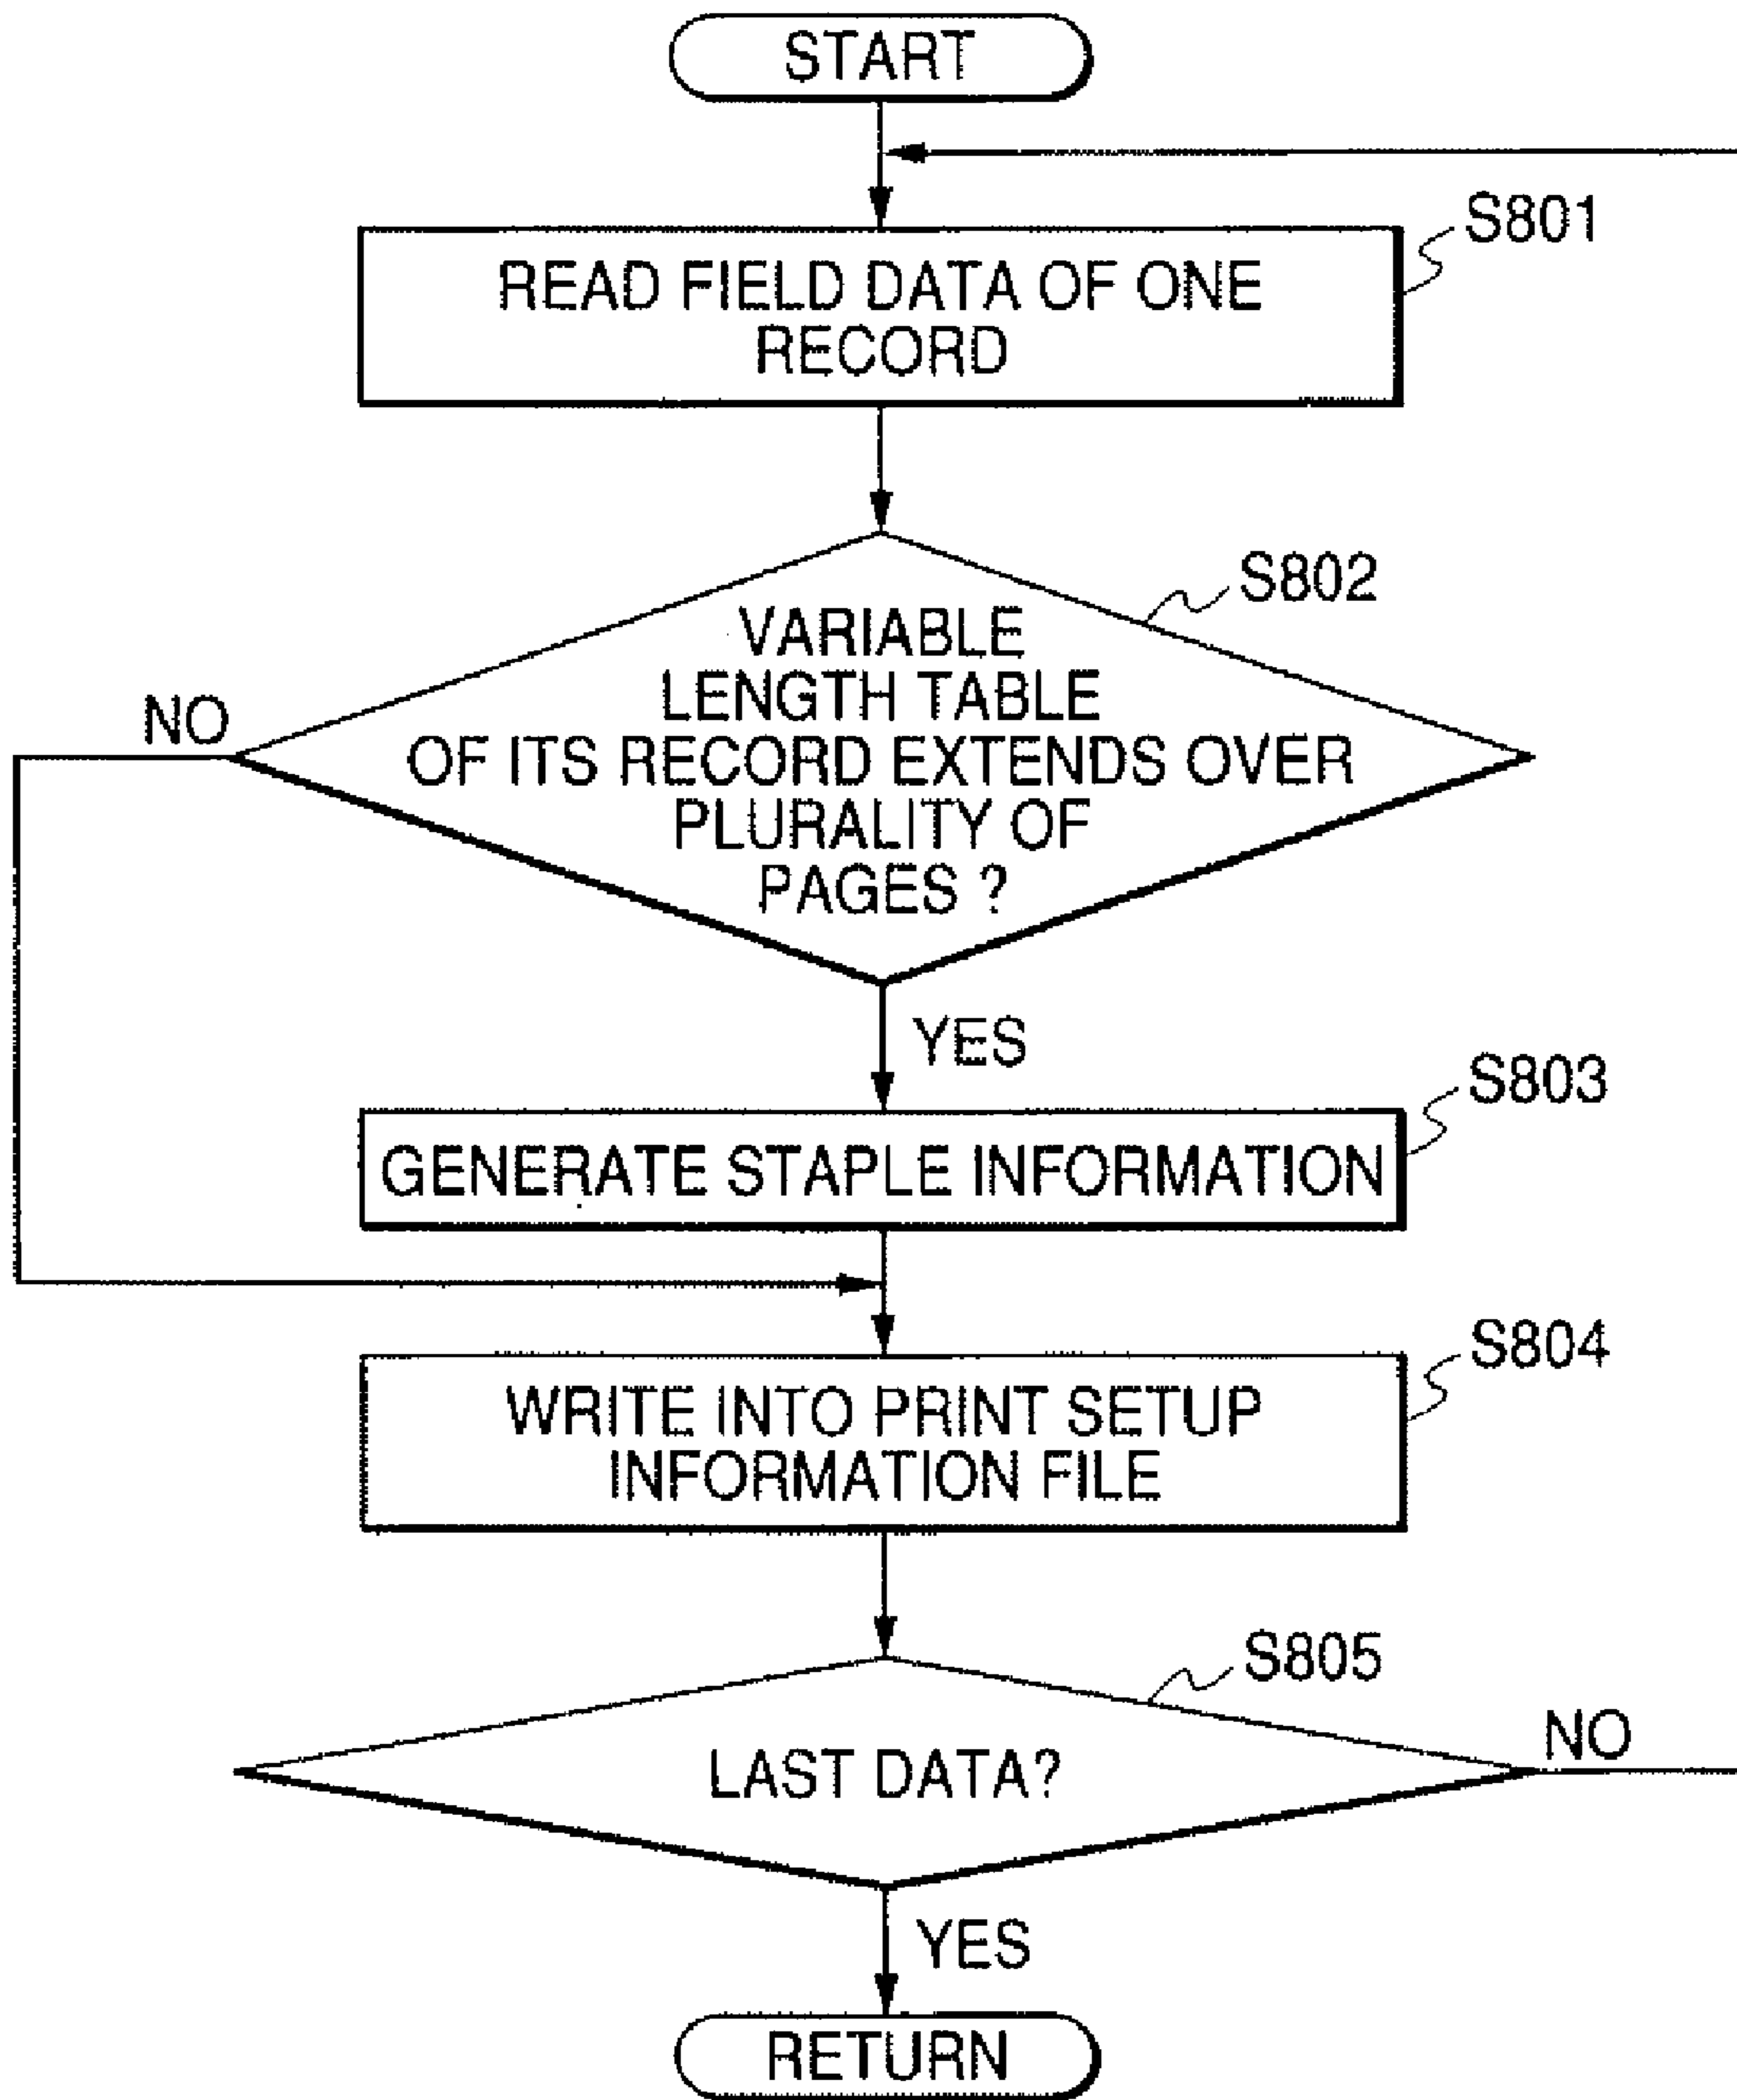 START
S801
READ FIELD DATA OF ONE
RECORD
S802
VARIABLE
LENGTH TABLE
NO
OF ITS RECORD EXTENDS OVER
PLURALITY OF
PAGES ?
YES
S803
GENERATE STAPLE INFORMATION
S804
WRITE INTO PRINT SETUP
INFORMATION FILE
S805
NO
LAST DATA?
YES
RETURN